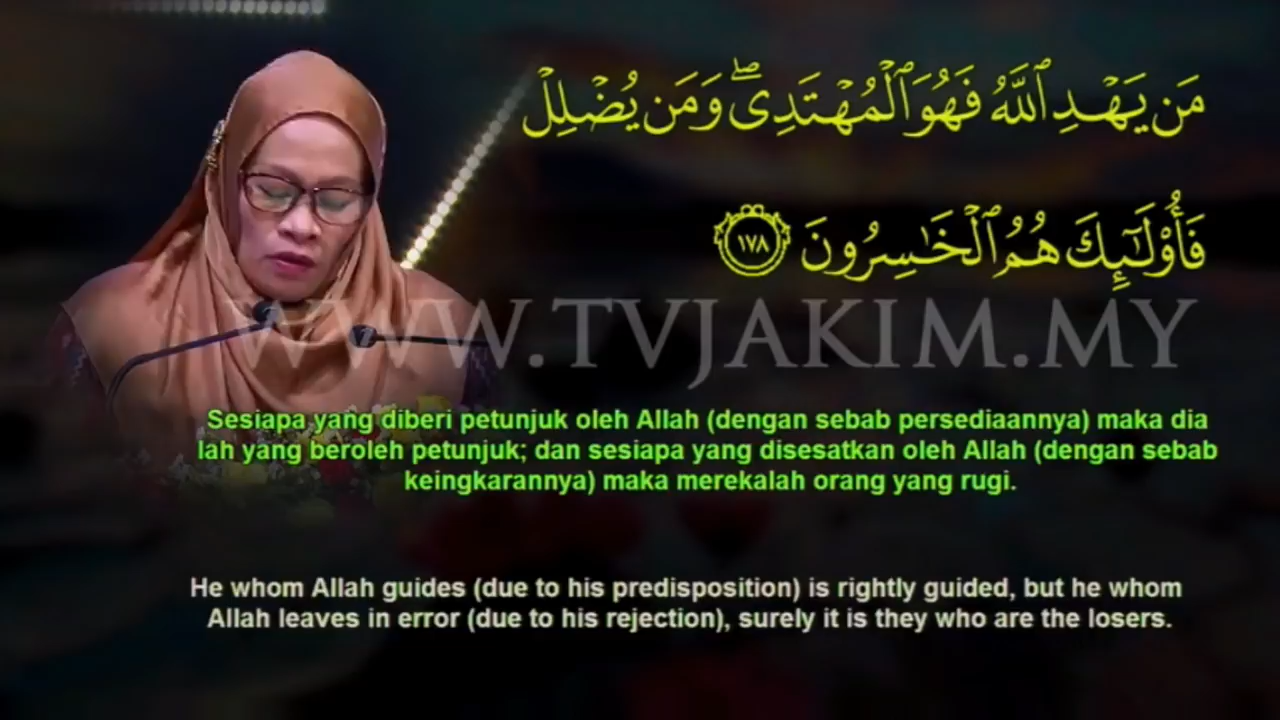 مَن يَهْدِ ٱللَّهُ فَهُوَ ٱلْمُهْتَدِى ۖ وَمَن يُضْلِلْ
فَأُو۟لَـٰٓئِكَ هُمُ ٱلْخَـٰسِرُونَ ١٧٨
WWW.TVJAKIM.MY
Sesiapa yang diberi petunjuk oleh Allah (dengan sebab persediaannya) maka dia
lah yang beroleh petunjuk; dan sesiapa yang disesatkan oleh Allah (dengan sebab
keingkarannya) maka merekalah orang yang rugi.
He whom Allah guides (due to his predisposition) is rightly guided, but he whom
Allah leaves in error (due to his rejection), surely it is they who are the losers.